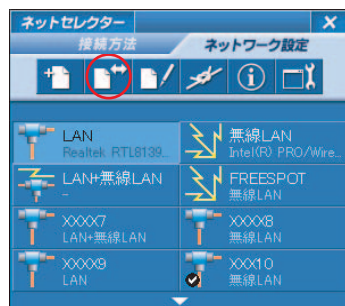 ネットセレクター
接続方法 ネットワーク設定
LAN 無線LAN
Realtek RTL8139... Intel(R) PRO/Wire...
LAN+無線LAN FREESPOT
- 無線LAN
XXXX7 XXXX8
LAN+無線LAN 無線LAN
XXXX9 XXX10
LAN 無線LAN